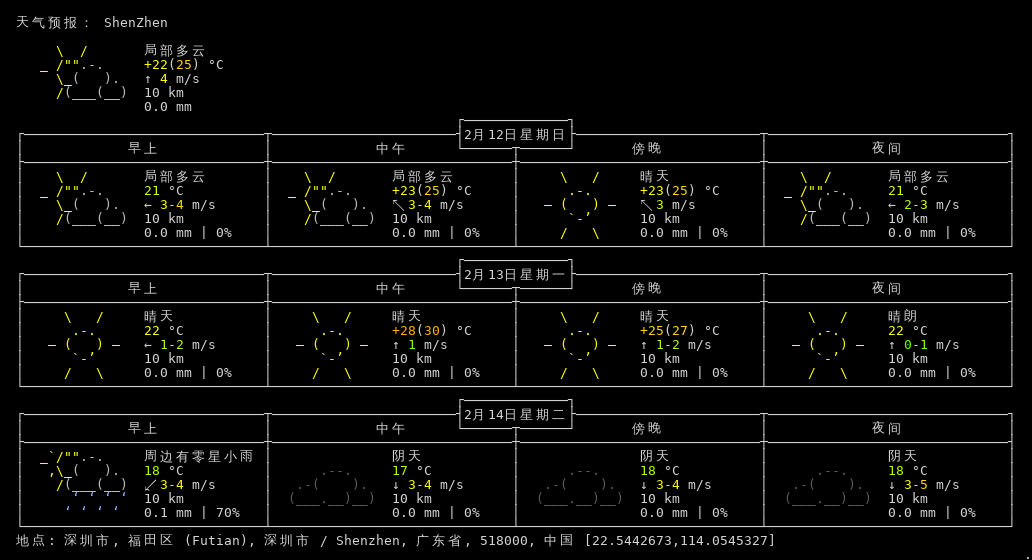 天气预报： ShenZhen
局部多云
+22(25) °C
↑ 4 m/s
10 km
0.0 mm
2月12日星期日
早上 中午 傍晚 夜间
局部多云 局部多云 晴天 局部多云
21 °C +23(25) °C +23(25) °C 21 °C
← 3-4 m/s ↖ 3-4 m/s ↖ 3 m/s ← 2-3 m/s
10 km 10 km 10 km 10 km
0.0 mm | 0% 0.0 mm | 0% 0.0 mm | 0% 0.0 mm | 0%
2月13日星期一
早上 中午 傍晚 夜间
晴天 晴天 晴天 晴朗
22 °C +28(30) °C +25(27) °C 22 °C
← 1-2 m/s ↑ 1 m/s ↑ 1-2 m/s ↑ 0-1 m/s
10 km 10 km 10 km 10 km
0.0 mm | 0% 0.0 mm | 0% 0.0 mm | 0% 0.0 mm | 0%
2月14日星期二
早上 中午 傍晚 夜间
周边有零星小雨 阴天 阴天 阴天
18 °C 17 °C 18 °C 18 °C
↙ 3-4 m/s ↓ 3-4 m/s ↓ 3-4 m/s ↓ 3-5 m/s
10 km 10 km 10 km 10 km
0.1 mm | 70% 0.0 mm | 0% 0.0 mm | 0% 0.0 mm | 0%
地点: 深圳市, 福田区 (Futian), 深圳市 / Shenzhen, 广东省, 518000, 中国 [22.5442673,114.0545327]